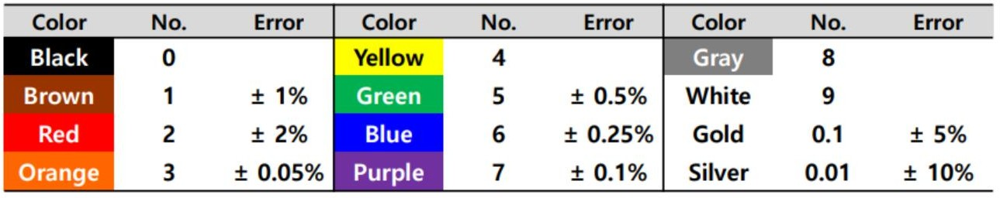 Color No. Error Color No. Error Color No. Error
Black 0 Yellow 4 Gray 8
Brown 1 ± 1% Green 5 ± 0.5% White 9
Red 2 ± 2% Blue 6 ± 0.25% Gold 0.1 ± 5%
Orange 3 ± 0.05% Purple 7 ± 0.1% Silver 0.01 ± 10%